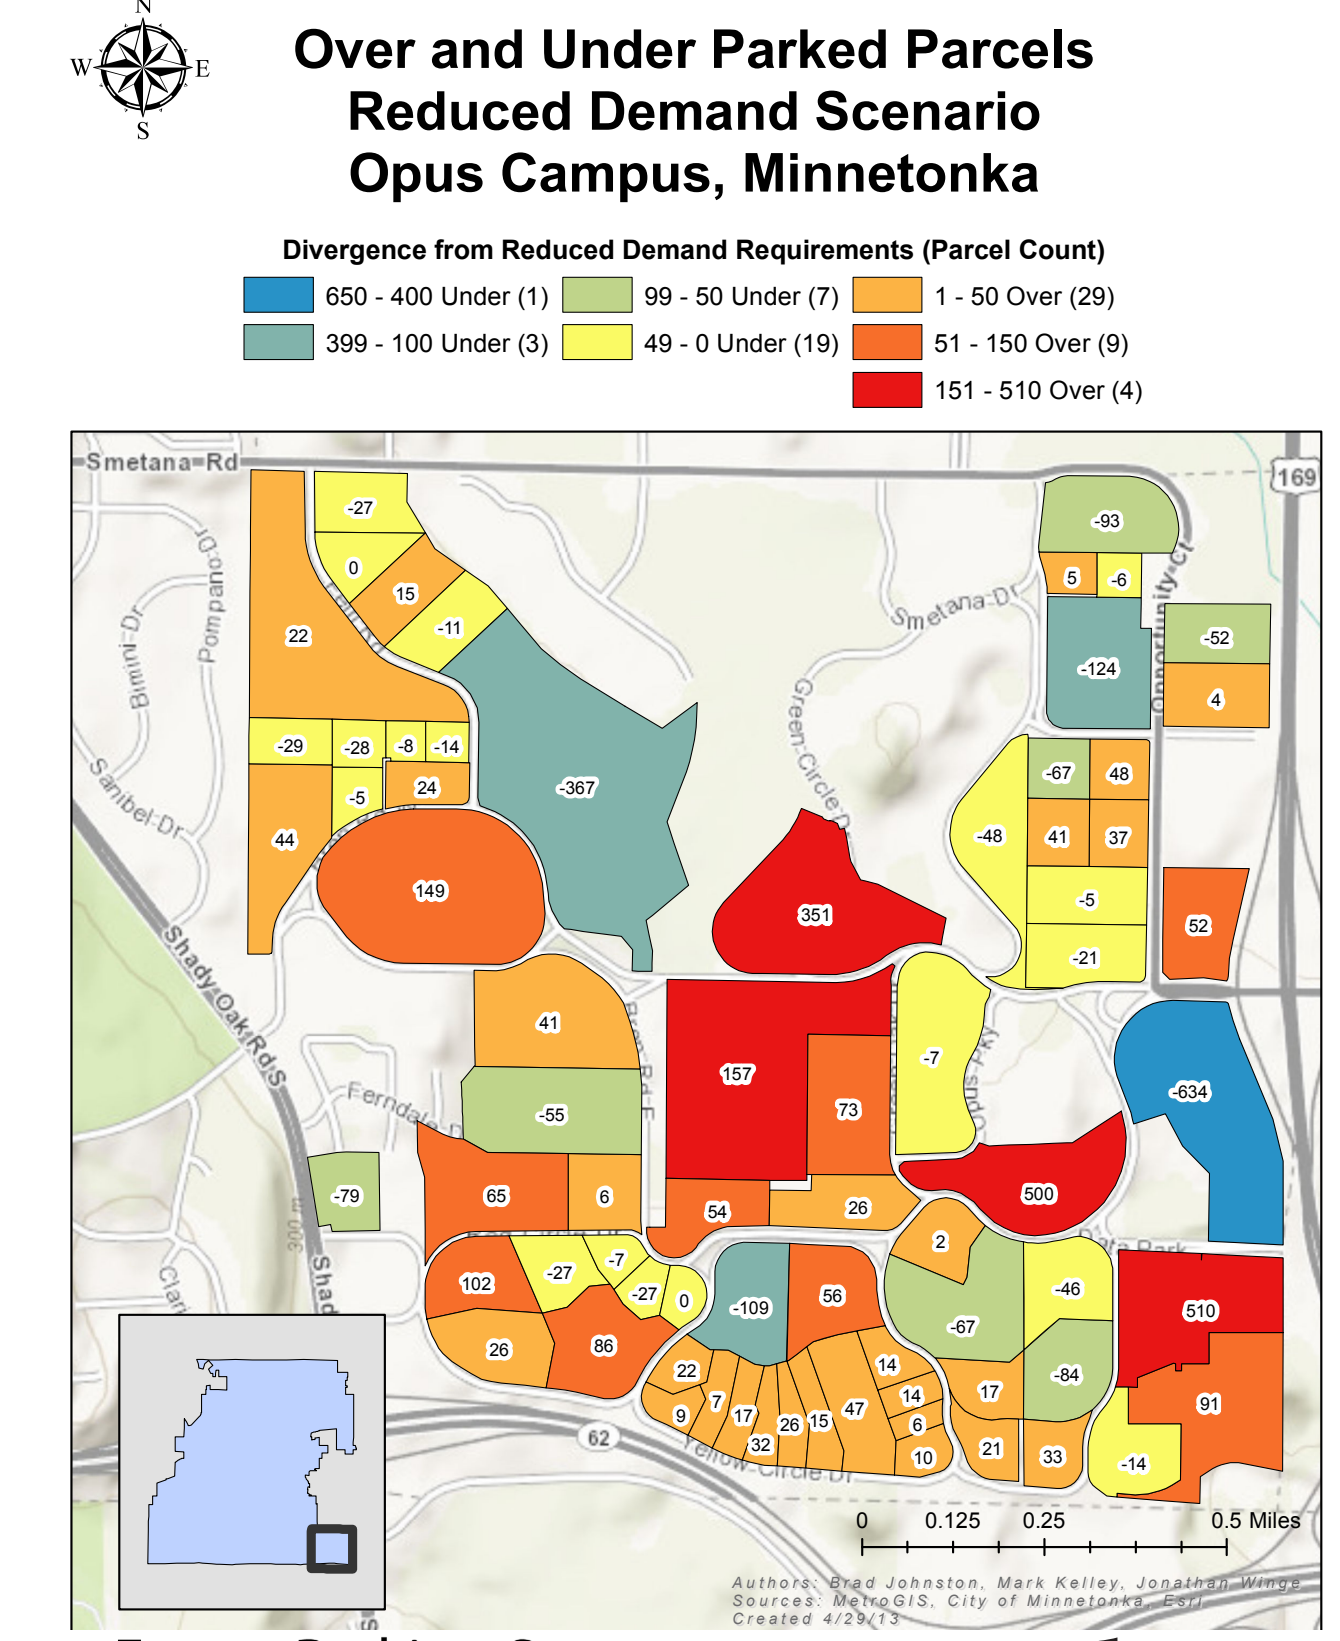 N
W E
S
Over and Under Parked Parcels
Reduced Demand Scenario
Opus Campus, Minnetonka
Divergence from Reduced Demand Requirements (Parcel Count)
650 - 400 Under (1) 99 - 50 Under (7) 1 - 50 Over (29)
399 - 100 Under (3) 49 - 0 Under (19) 51 - 150 Over (9)
151 - 510 Over (4)
Smetana Rd
169
-27
-93
Pompano Dr
0
5 -6
15
Opportunity Ct
Smetana Dr
Bimini Dr
22
-11
-52
-124
4
Green Circle D
-29 -28 -8 -14
-67 48
-5 24
-367
Sanibel Dr
44
-48
41 37
149
351
-5
52
-21
Shady Oak Rd S
41
Bren Rd E
157
-7
73
-634
Ferndale D
-55
-79
65 6
54
26
500
300 m
2
Data Park
Shad
102 -27 -7 -27 0
-109 56
-46
510
-67
26 86
22
14
-84
17
14
91
9 7 17 32 26 15 47
6
10
21 33
-14
62
Yellow Circle Dr
0 0.125 0.25 0.5 Miles
Authors: Brad Johnston, Mark Kelley, Jonathan Winge
Sources: MetroGIS, City of Minnetonka, Esri
Created 4/29/13